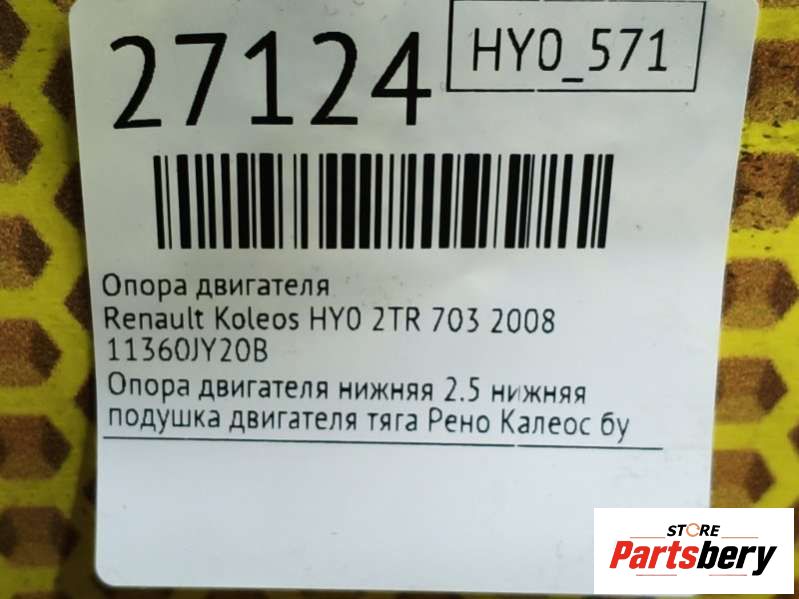 27124
HY0_571
Опора двигателя
Renault Koleos HY0 2TR 703 2008
11360JY20B
Опора двигателя нижняя 2.5 нижняя
подушка двигателя тяга Рено Калеос бу
STORE
Partsbery